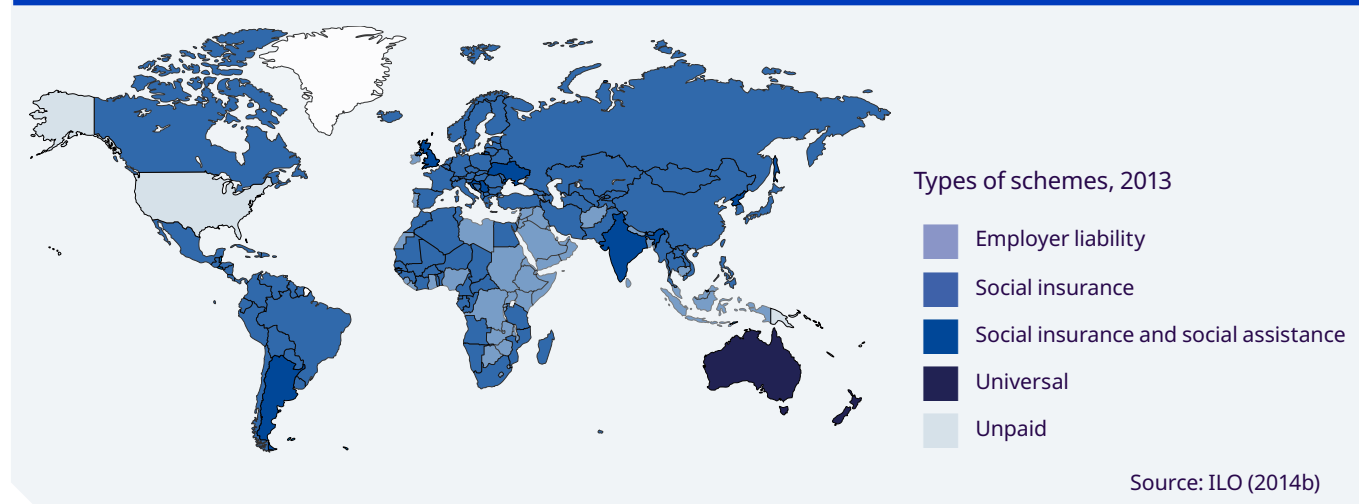 Types of schemes, 2013
Employer liability
Social insurance
Social insurance and social assistance
Universal
Unpaid
Source: ILO (2014b)